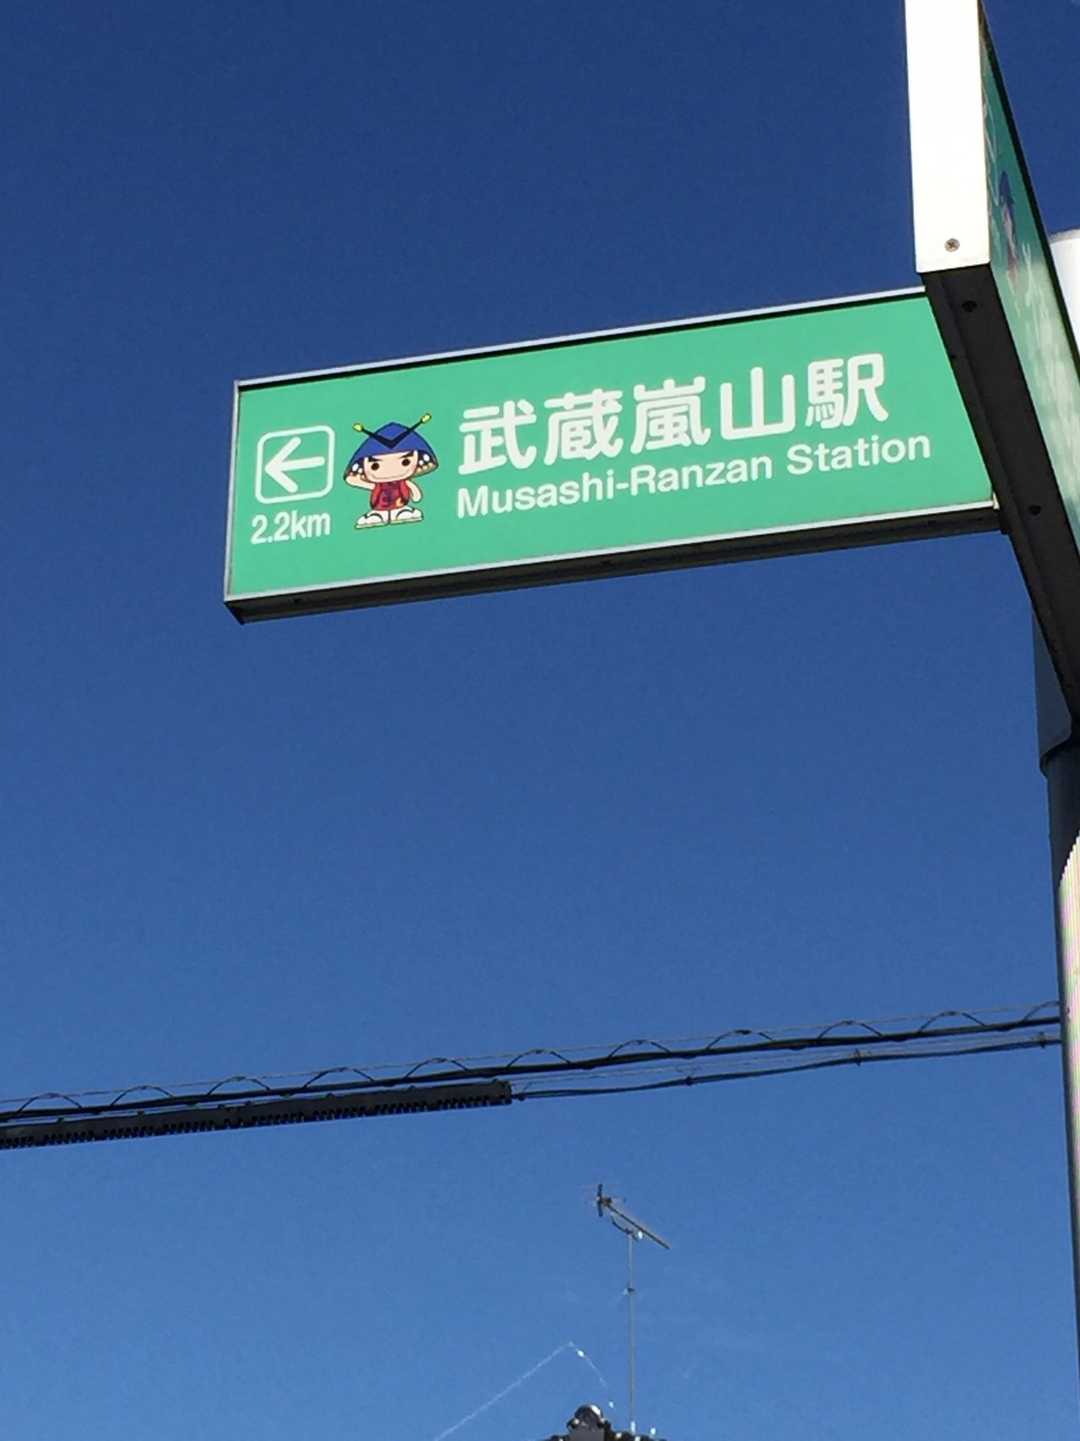 武蔵嵐山駅
Musashi-Ranzan Station
2.2km